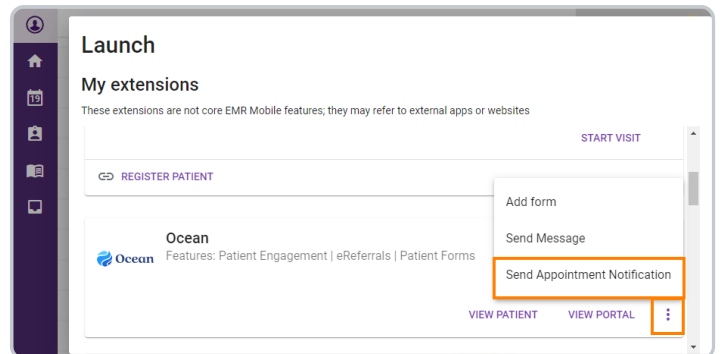 Launch
My extensions
These extensions are not core EMR Mobile features; they may refer to external apps or websites
START VISIT
REGISTER PATIENT
19
Add form
Send Message
Send Appointment Notification
Ocean
Ocean
Features: Patient Engagement | eReferrals | Patient Forms
VIEW PATIENT VIEW PORTAL